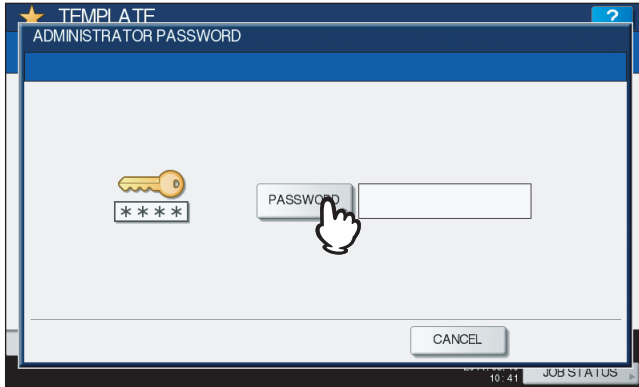 TEMPLATE
?
ADMINISTRATOR PASSWORD
****
PASSWORD
CANCEL
10:41
JOB STATUS